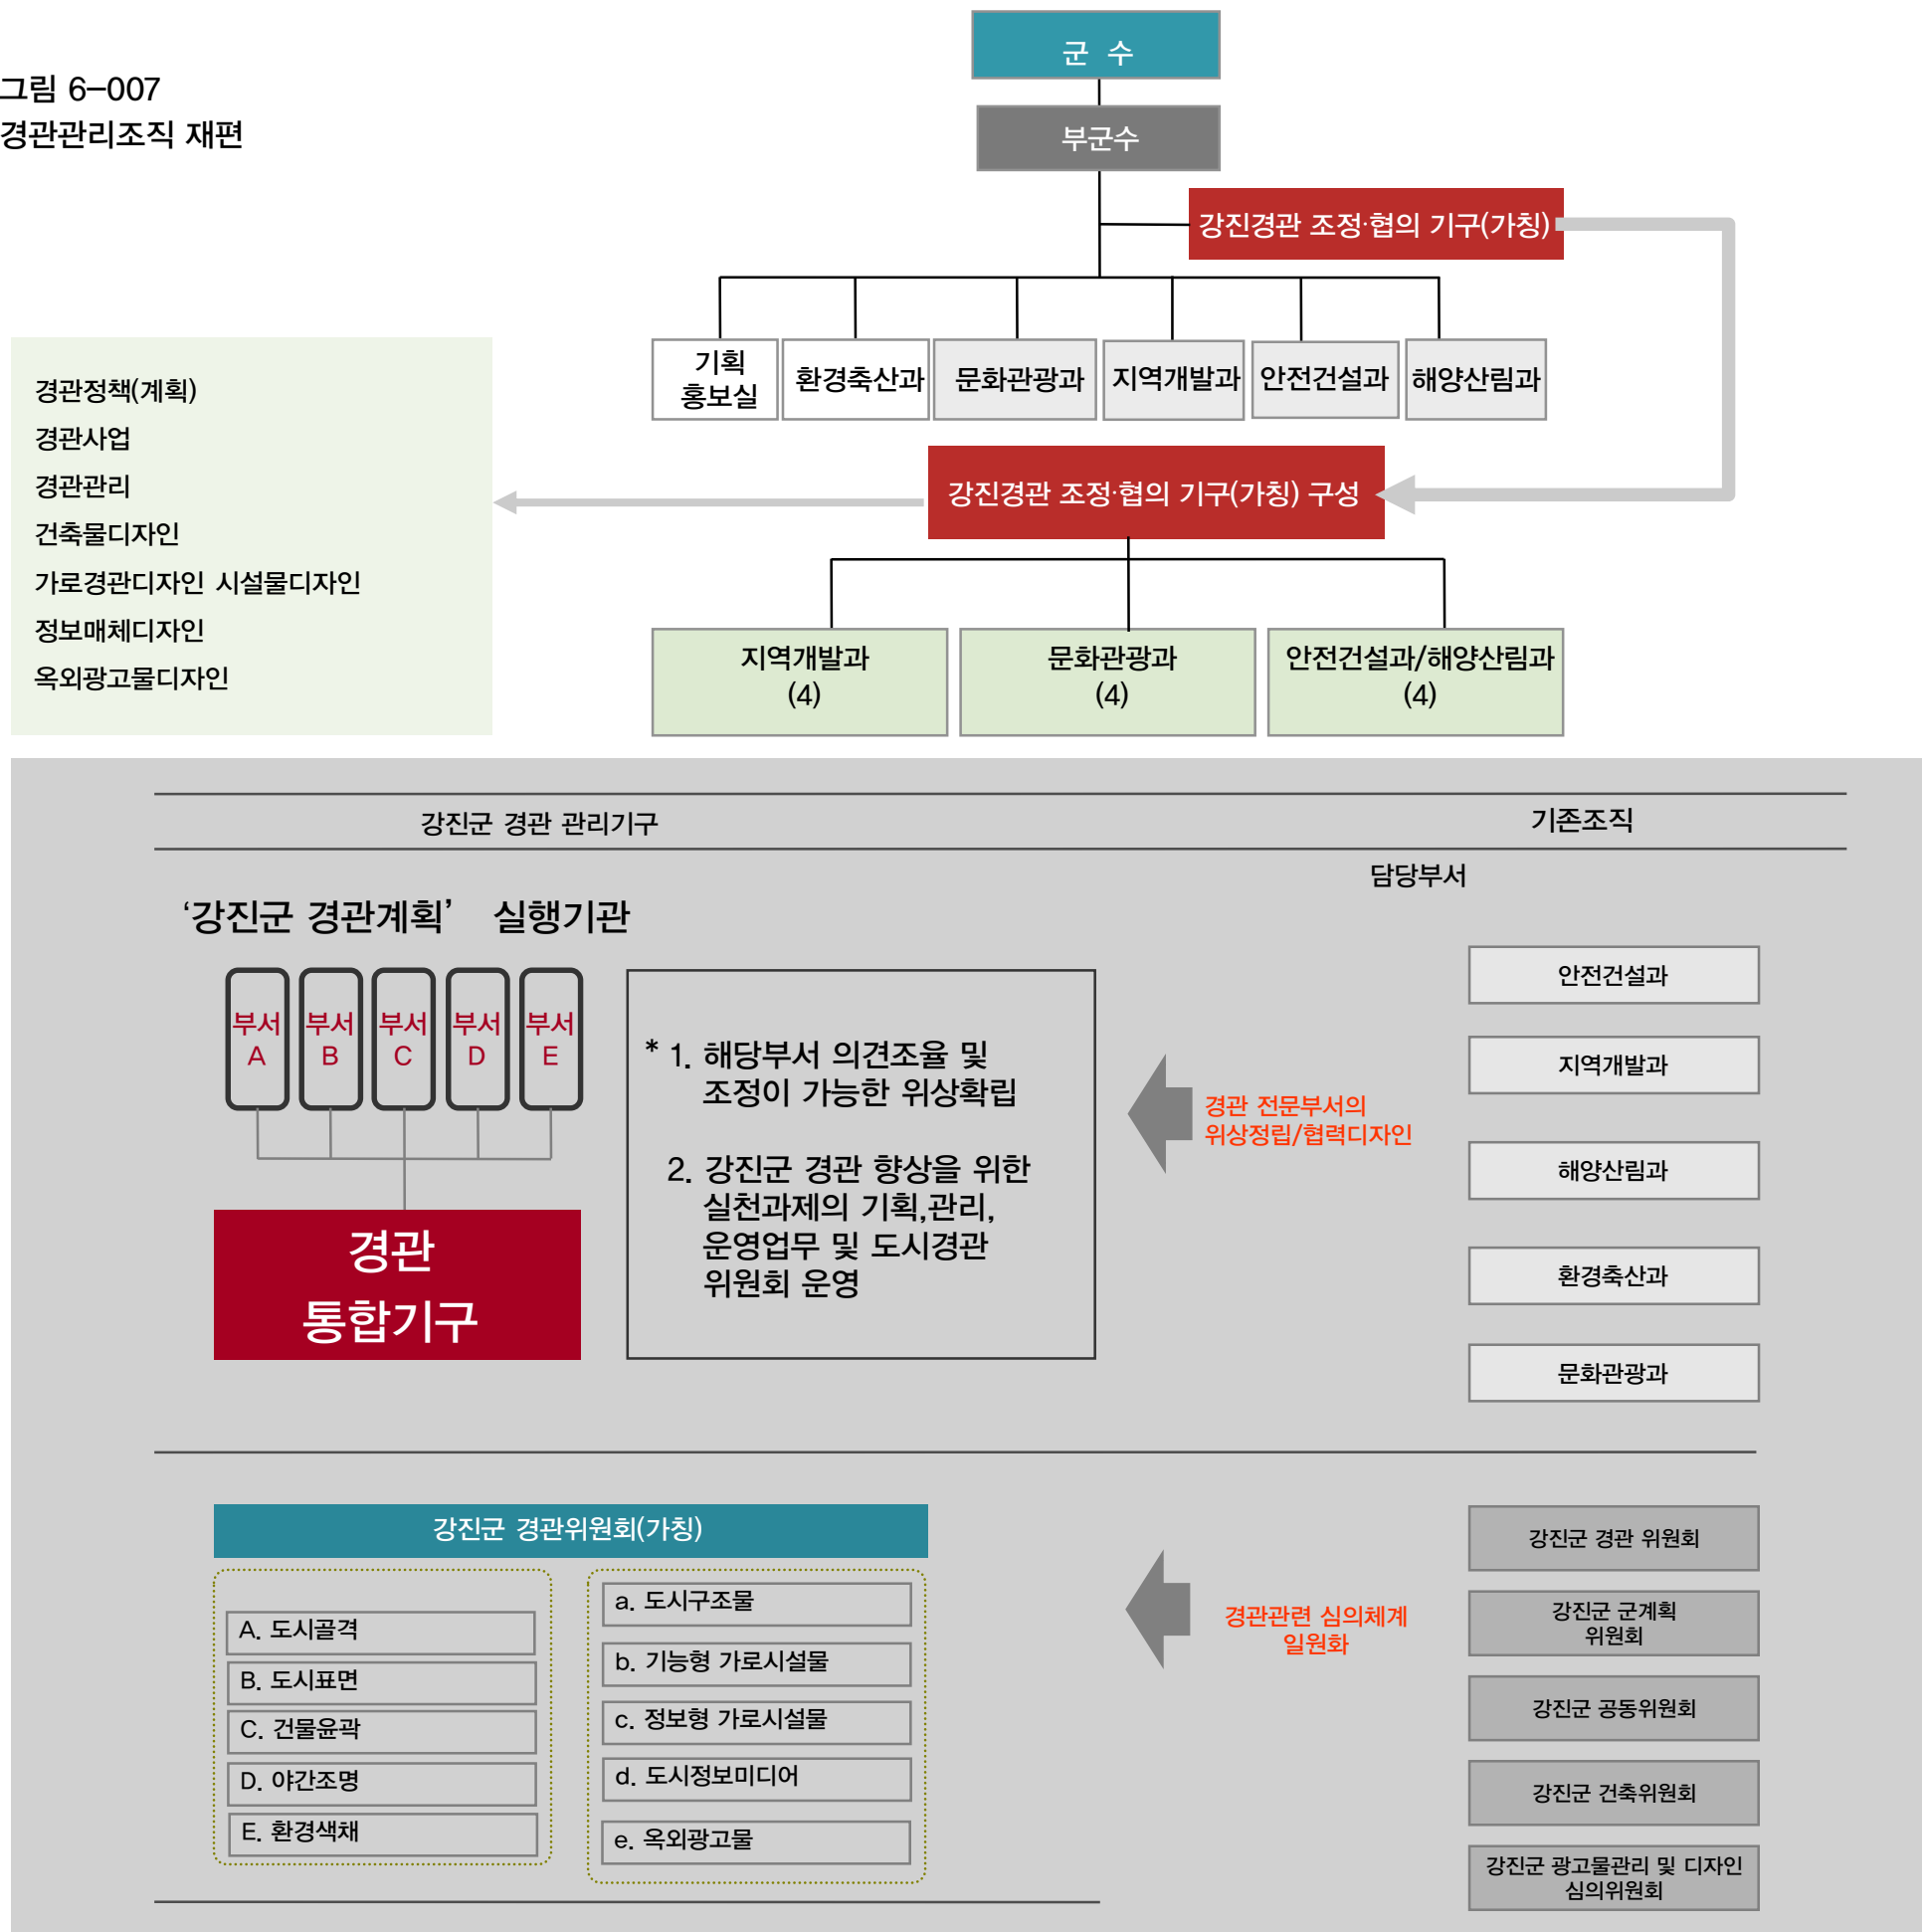 그림 6-007
경관관리조직 재편
군 수
부군수
강진경관 조정·협의 기구(가칭)
기획
홍보실
환경축산과
문화관광과
지역개발과
안전건설과
해양산림과
강진경관 조정·협의 기구(가칭) 구성
경관정책(계획)
경관사업
경관관리
건축물디자인
가로경관디자인 시설물디자인
정보매체디자인
옥외광고물디자인
지역개발과
(4)
문화관광과
(4)
안전건설과/해양산림과
(4)
강진군 경관 관리기구
기존조직
담당부서
‘강진군 경관계획’ 실행기관
부서
A
부서
B
부서
C
부서
D
부서
E
경관
통합기구
* 1. 해당부서 의견조율 및
조정이 가능한 위상확립
2. 강진군 경관 향상을 위한
실천과제의 기획,관리,
운영업무 및 도시경관
위원회 운영
경관 전문부서의
위상정립/협력디자인
안전건설과
지역개발과
해양산림과
환경축산과
문화관광과
강진군 경관위원회(가칭)
A. 도시골격
B. 도시표면
C. 건물윤곽
D. 야간조명
E. 환경색채
a. 도시구조물
b. 기능형 가로시설물
c. 정보형 가로시설물
d. 도시정보미디어
e. 옥외광고물
경관관련 심의체계
일원화
강진군 경관 위원회
강진군 군계획
위원회
강진군 공동위원회
강진군 건축위원회
강진군 광고물관리 및 디자인
심의위원회